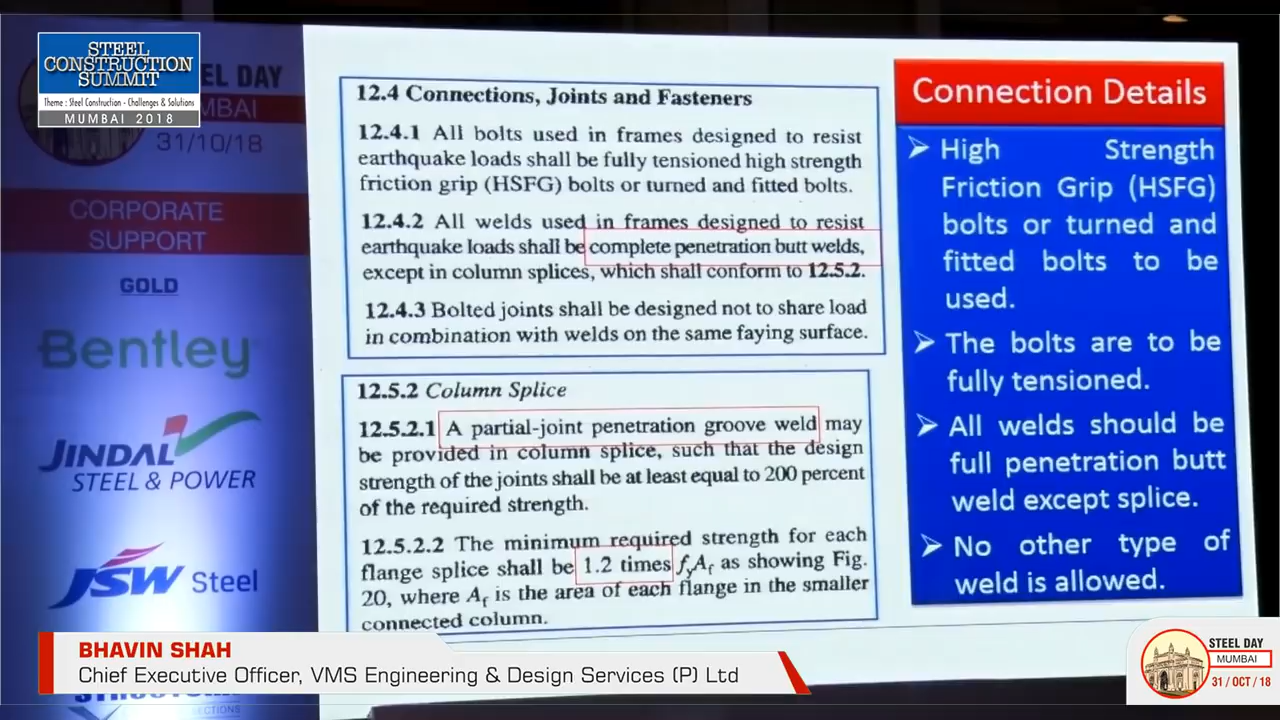 STEEL
CONSTRUCTION
SUMMIT
Theme : Steel Construction - Challenges & Solutions
MUMBAI 2018
EL DAY
MBAI
31/10/18
CORPORATE
SUPPORT
GOLD
Bentley
JINDAL
STEEL & POWER
JSW Steel
12.4 Connections, Joints and Fasteners
12.4.1 All bolts used in frames designed to resist
earthquake loads shall be fully tensioned high strength
friction grip (HSFG) bolts or turned and fitted bolts.
12.4.2 All welds used in frames designed to resist
earthquake loads shall be complete penetration butt welds,
except in column splices, which shall conform to 12.5.2.
12.4.3 Bolted joints shall be designed not to share load
in combination with welds on the same faying surface.
12.5.2 Column Splice
12.5.2.1 A partial-joint penetration groove weld may
be provided in column splice, such that the design
strength of the joints shall be at least equal to 200 percent
of the required strength.
12.5.2.2 The minimum required strength for each
flange splice shall be 1.2 times fyAf as showing Fig.
20, where Af is the area of each flange in the smaller
connected column.
Connection Details
➢ High Strength
Friction Grip (HSFG)
bolts or turned and
fitted bolts to be
used.
➢ The bolts are to be
fully tensioned.
➢ All welds should be
full penetration butt
weld except splice.
➢ No other type of
weld is allowed.
BHAVIN SHAH
Chief Executive Officer, VMS Engineering & Design Services (P) Ltd
STEEL DAY
MUMBAI
31 / OCT / 18